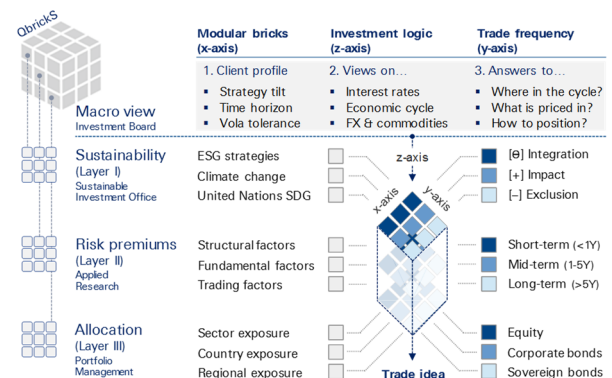 QbrickS
Modular bricks
(x-axis)
Investment logic
(z-axis)
Trade frequency
(y-axis)
1. Client profile
▪ Strategy tilt
▪ Time horizon
▪ Vola tolerance
2. Views on...
▪ Interest rates
▪ Economic cycle
▪ FX & commodities
3. Answers to...
▪ Where in the cycle?
▪ What is priced in?
▪ How to position?
Macro view
Investment Board
z-axis
x-axis
y-axis
Sustainability
(Layer I)
Sustainable
Investment Office
ESG strategies
Climate change
United Nations SDG
[ө] Integration
[+] Impact
[–] Exclusion
Risk premiums
(Layer II)
Applied
Research
Structural factors
Fundamental factors
Trading factors
Short-term (<1Y)
Mid-term (1-5Y)
Long-term (>5Y)
Allocation
(Layer III)
Portfolio
Management
Sector exposure
Country exposure
Regional exposure
Trade idea
Equity
Corporate bonds
Sovereign bonds